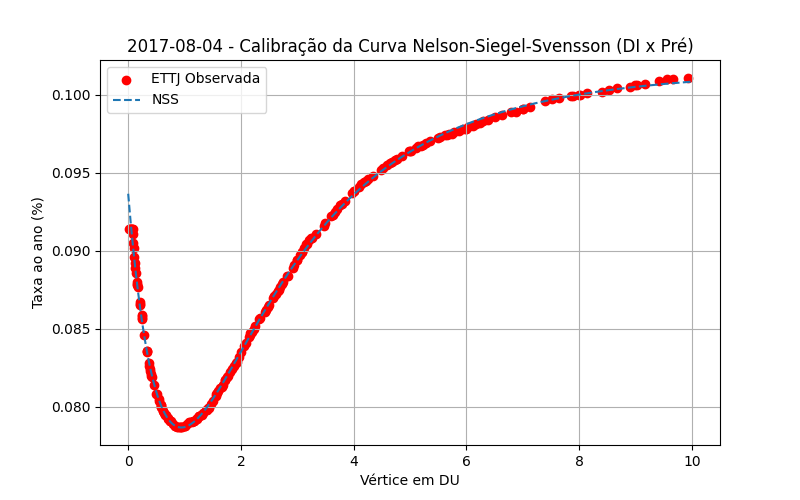 2017-08-04 - Calibração da Curva Nelson-Siegel-Svensson (DI x Pré)
ETTJ Observada
NSS
0.100
0.095
0.090
0.085
0.080
Taxa ao ano (%)
0 2 4 6 8 10
Vértice em DU